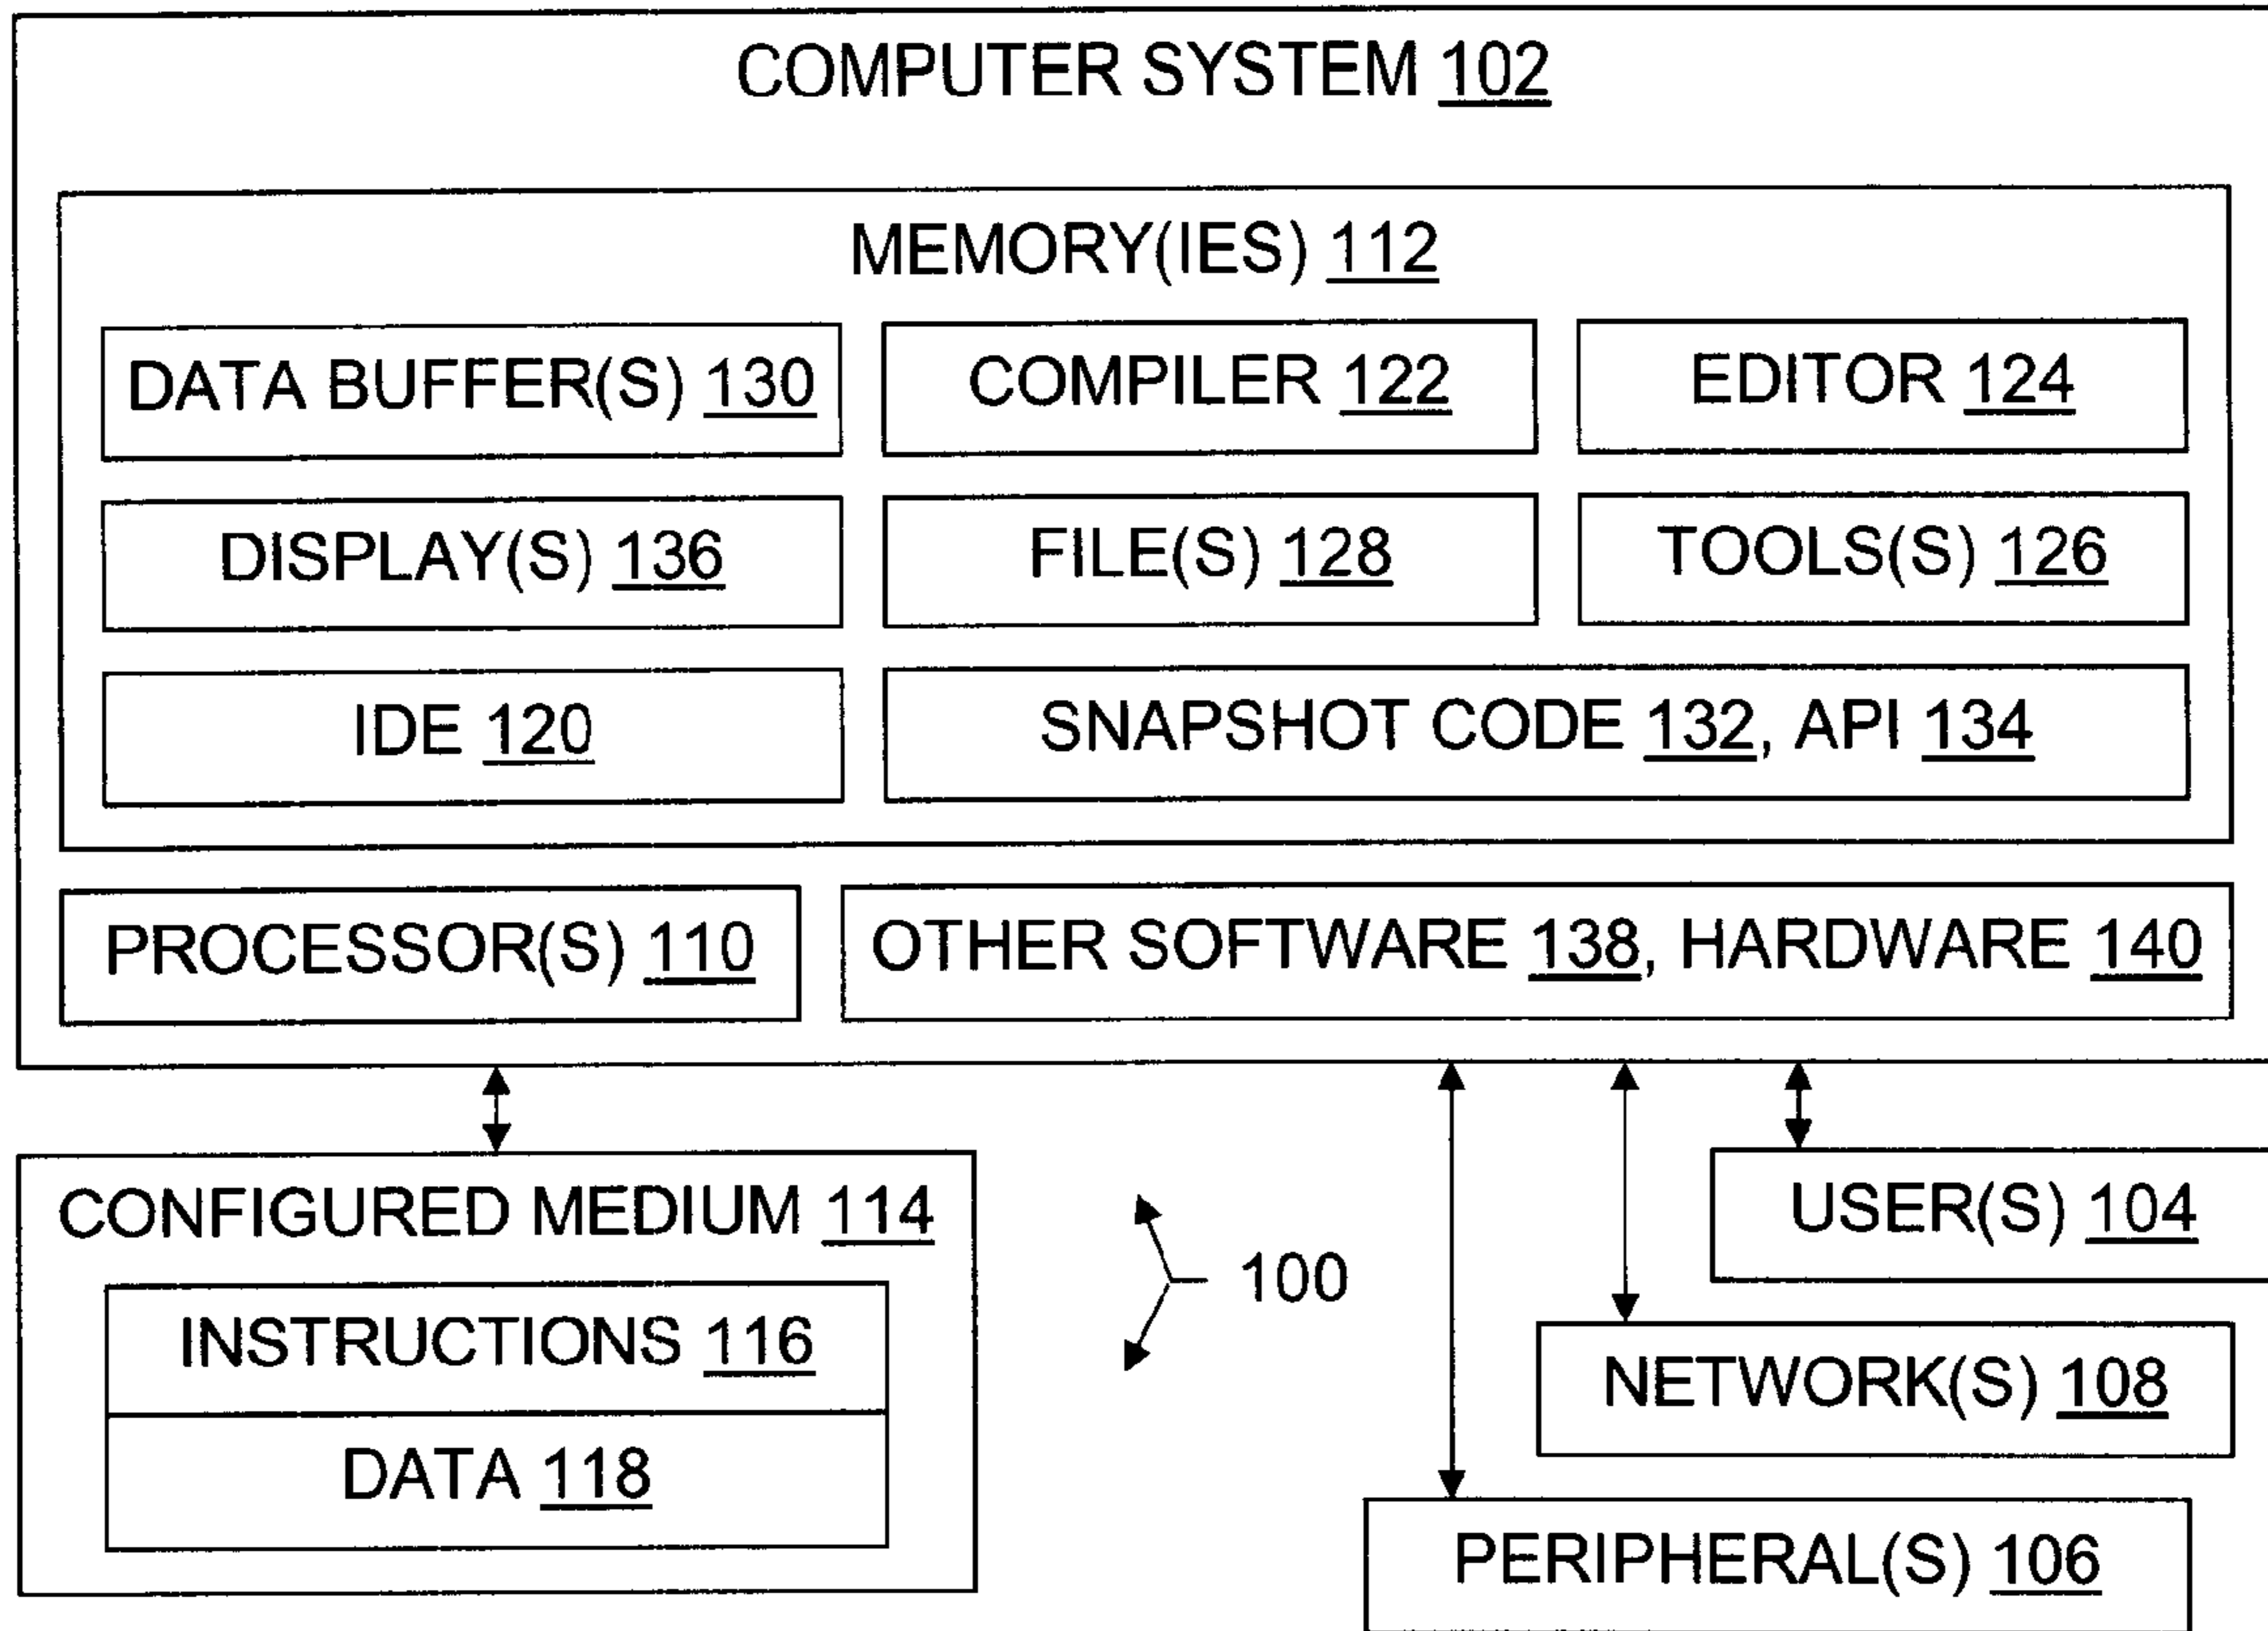 COMPUTER SYSTEM 102
MEMORY(IES) 112
DATA BUFFER(S) 130
COMPILER 122
EDITOR 124
DISPLAY(S) 136
FILE(S) 128
TOOLS(S) 126
IDE 120
SNAPSHOT CODE 132, API 134
PROCESSOR(S) 110
OTHER SOFTWARE 138, HARDWARE 140
CONFIGURED MEDIUM 114
INSTRUCTIONS 116
DATA 118
100
USER(S) 104
NETWORK(S) 108
PERIPHERAL(S) 106